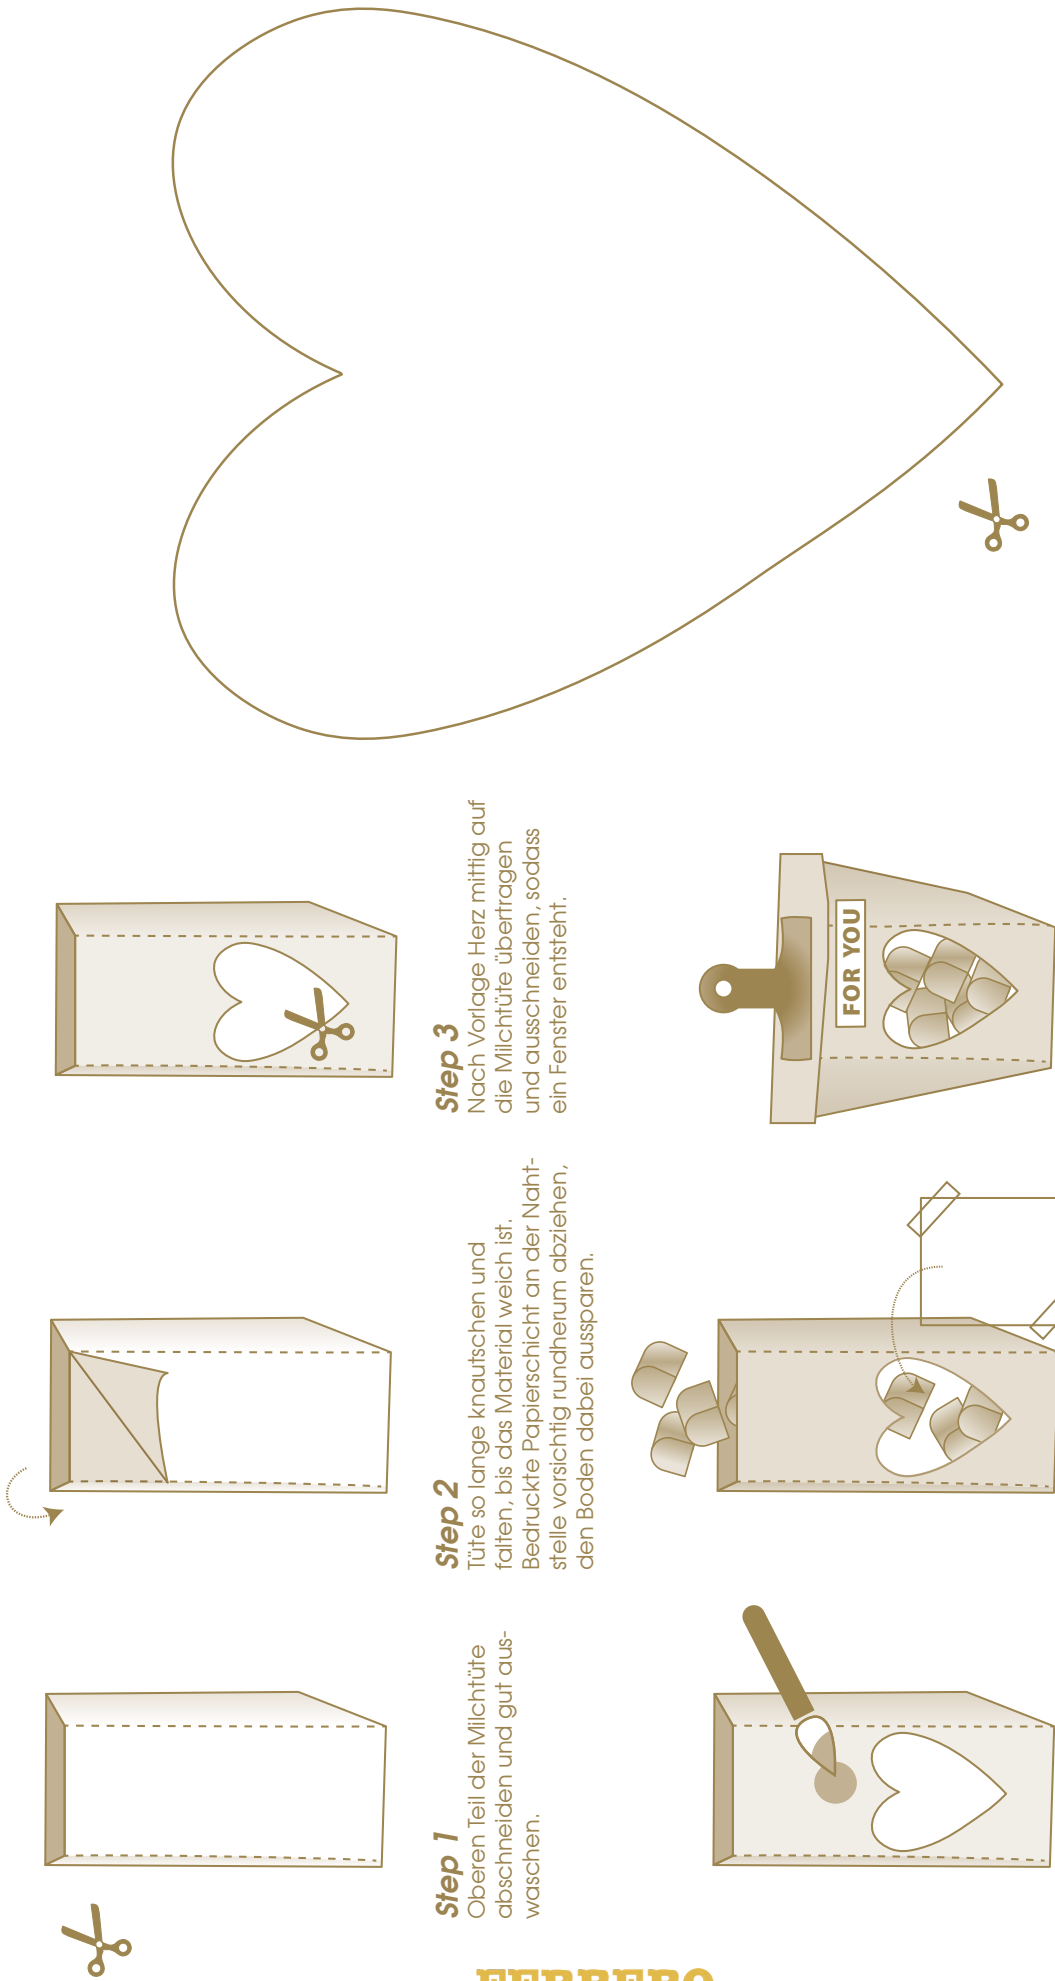 Step 1
Oberen Teil der Milchtüte
abschneiden und gut aus-
waschen.
Step 2
Tüte so lange knautschen und
falten, bis das Material weich ist.
Bedruckte Papierschicht an der Naht-
stelle vorsichtig rundherum abziehen,
den Boden dabei aussparen.
Step 3
Nach Vorlage Herz mittig auf
die Milchtüte übertragen
und ausschneiden, sodass
ein Fenster entsteht.
FOR YOU
FERRERO